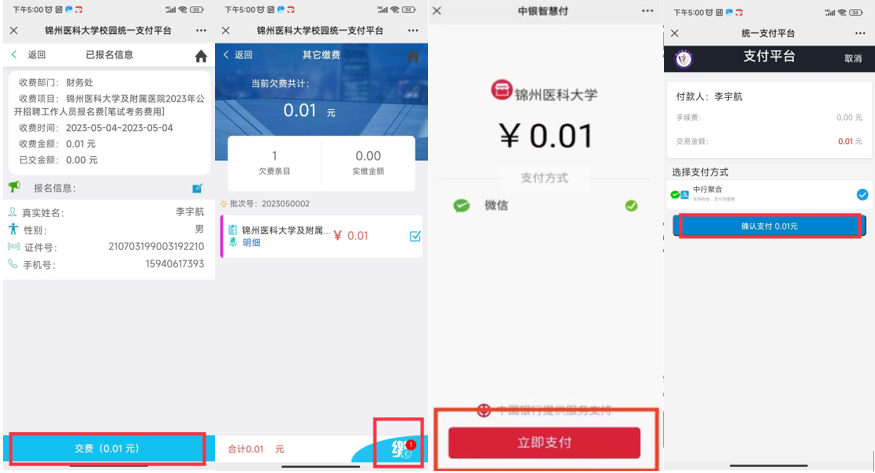 下午5:00
锦州医科大学校园统一支付平台
返回
已报名信息
收费部门： 财务处
收费项目： 锦州医科大学及附属医院2023年公
开招聘工作人员报名费[笔试考务费用]
收费时间： 2023-05-04~2023-05-04
收费金额： 0.01 元
已交金额： 0.00 元
报名信息：
真实姓名： 李宇航
性别： 男
证件号： 210703199003192210
手机号： 15940617393
交费（0.01 元）
下午5:00
锦州医科大学校园统一支付平台
返回
其它缴费
当前欠费共计：
0.01 元
1
欠费条目
0.00
实缴金额
批次号：2023050002
锦州医科大学及附属... ￥ 0.01
明细
合计0.01 元
缴
1
中银智慧付
锦州医科大学
￥0.01
支付方式
微信
中国银行提供服务支持
立即支付
下午5:00
统一支付平台
支付平台
取消
付款人：李宇航
手续费： 0.00 元
交易金额： 0.01 元
选择支付方式
中行聚合
确认支付 0.01元